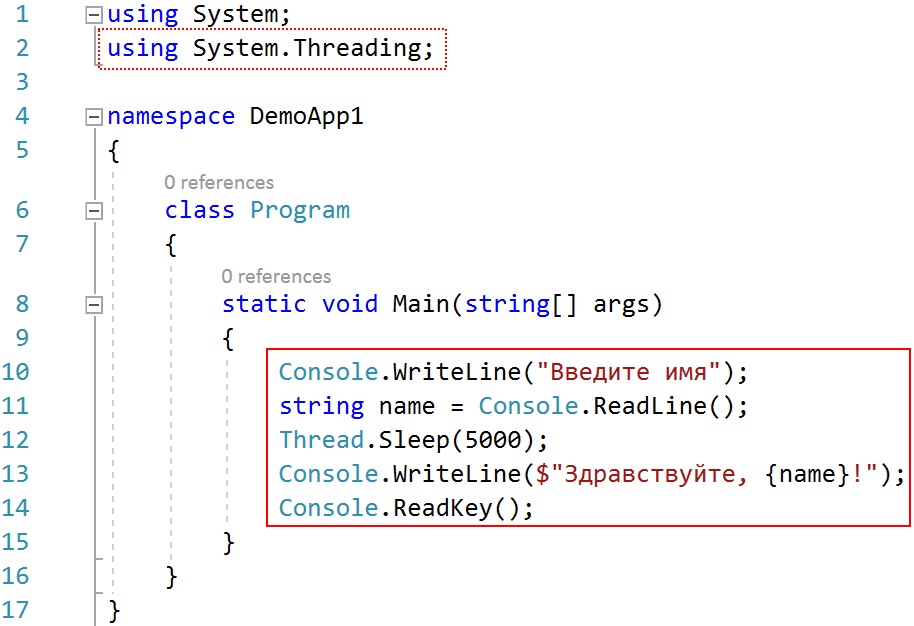 1 using System;
2 using System.Threading;
3
4 namespace DemoApp1
5 {
0 references
6 class Program
7 {
0 references
8 static void Main(string[] args)
9 {
10 Console.WriteLine("Введите имя");
11 string name = Console.ReadLine();
12 Thread.Sleep(5000);
13 Console.WriteLine($"Здравствуйте, {name}!");
14 Console.ReadKey();
15 }
16 }
17 }